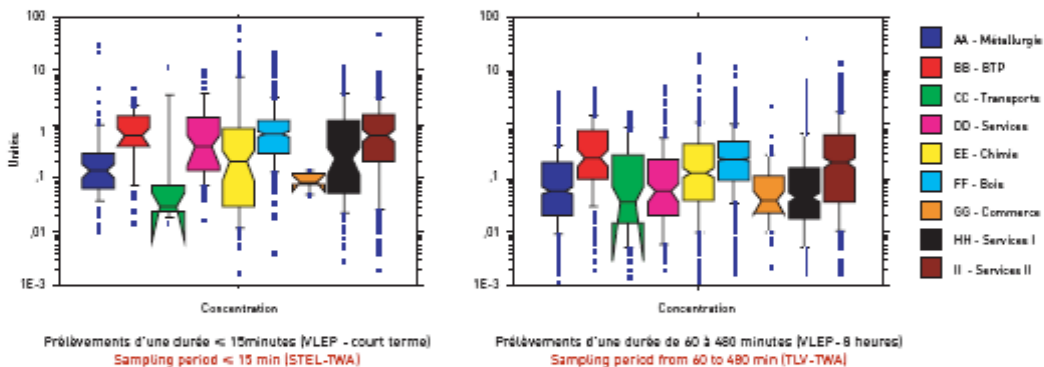 100
10
1
,1
,01
1E-3
Unités
Concentration
Prélèvements d'une durée < 15minutes (VLEP - court terme)
Sampling period < 15 min (STEL-TWA)
100
10
1
,1
,01
1E-3
Concentration
Prélèvements d'une durée de 60 à 480 minutes (VLEP- 8 heures)
Sampling period from 60 to 480 min (TLV-TWA)
AA - Métallurgie
BB - BTP
CC - Transports
DD - Services
EE - Chimie
FF - Bois
GG - Commerce
HH - Services I
II - Services II